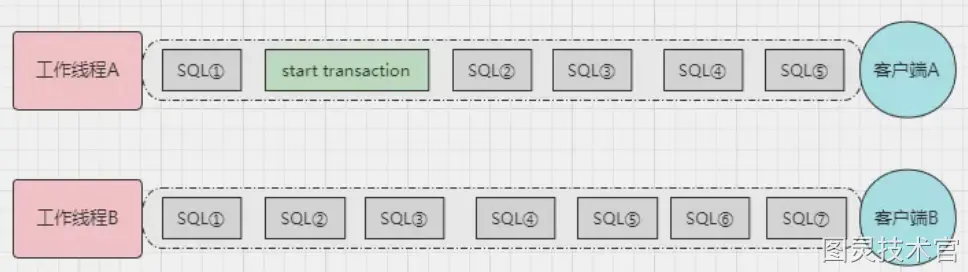 工作线程A SQL① start transaction SQL② SQL③ SQL④ SQL⑤ 客户端A
工作线程B SQL① SQL② SQL③ SQL④ SQL⑤ SQL⑥ SQL⑦ 客户端B
图灵技术官